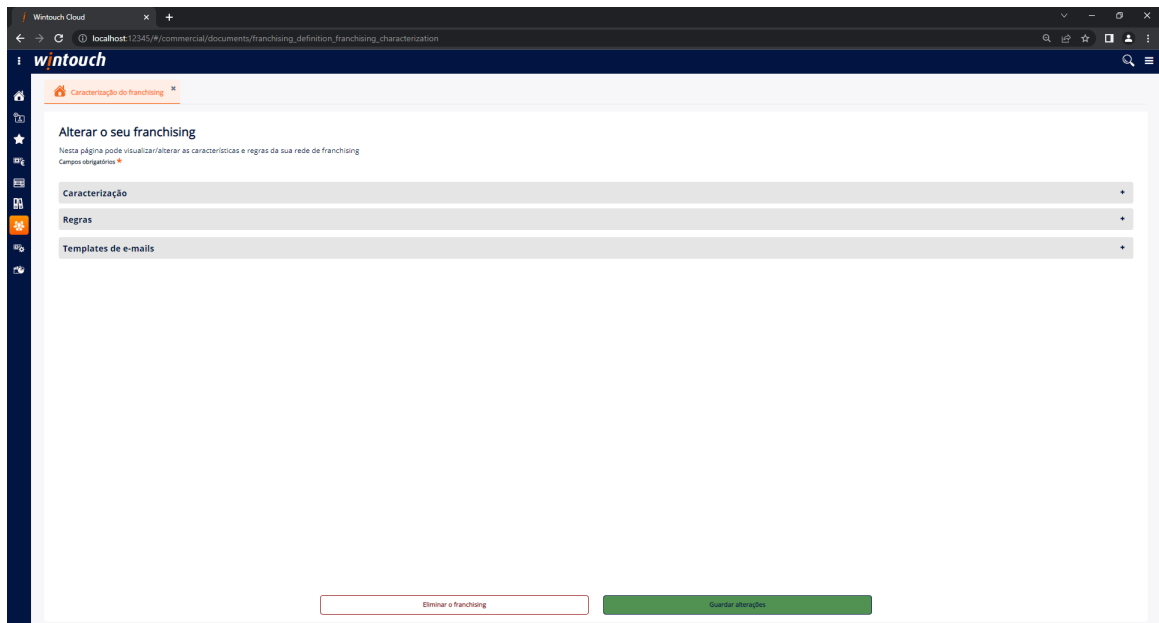 Wintouch Cloud
localhost:12345/#/commercial/documents/franchising_definition_franchising_characterization
wintouch
Caracterização do franchising
Alterar o seu franchising
Nesta página pode visualizar/alterar as características e regras da sua rede de franchising
Campos obrigatórios *
Caracterização +
Regras +
Templates de e-mails +
Eliminar o franchising
Guardar alterações